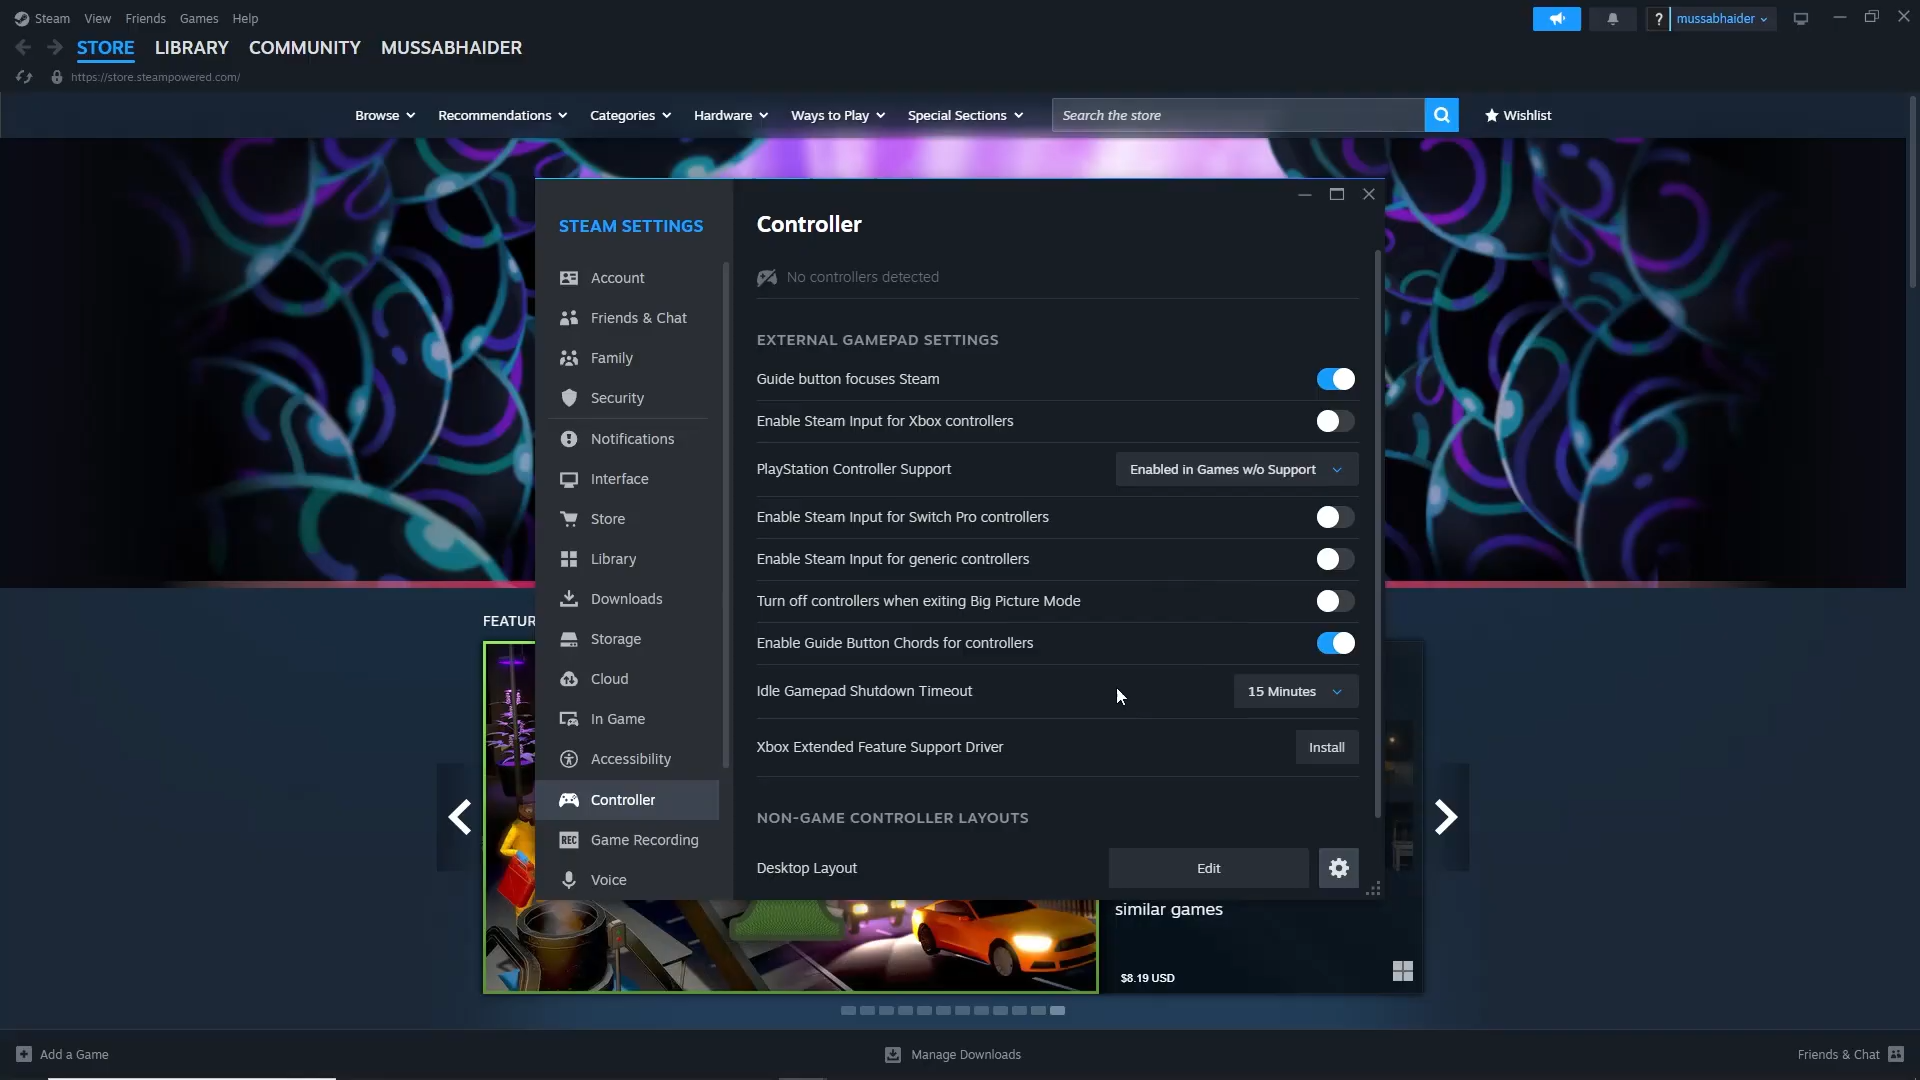 Steam View Friends Games Help
? mussabhaider
STORE LIBRARY COMMUNITY MUSSABHAIDER
https://store.steampowered.com/
Browse Recommendations Categories Hardware Ways to Play Special Sections Search the store Wishlist
STEAM SETTINGS
Account
Friends & Chat
Family
Security
Notifications
Interface
Store
Library
Downloads
Storage
Cloud
In Game
Accessibility
Controller
REC Game Recording
Voice
Controller
No controllers detected
EXTERNAL GAMEPAD SETTINGS
Guide button focuses Steam
Enable Steam Input for Xbox controllers
PlayStation Controller Support Enabled in Games w/o Support
Enable Steam Input for Switch Pro controllers
Enable Steam Input for generic controllers
Turn off controllers when exiting Big Picture Mode
Enable Guide Button Chords for controllers
Idle Gamepad Shutdown Timeout 15 Minutes
Xbox Extended Feature Support Driver Install
NON-GAME CONTROLLER LAYOUTS
Desktop Layout Edit
FEATUR
similar games
$8.19 USD
Add a Game Manage Downloads Friends & Chat